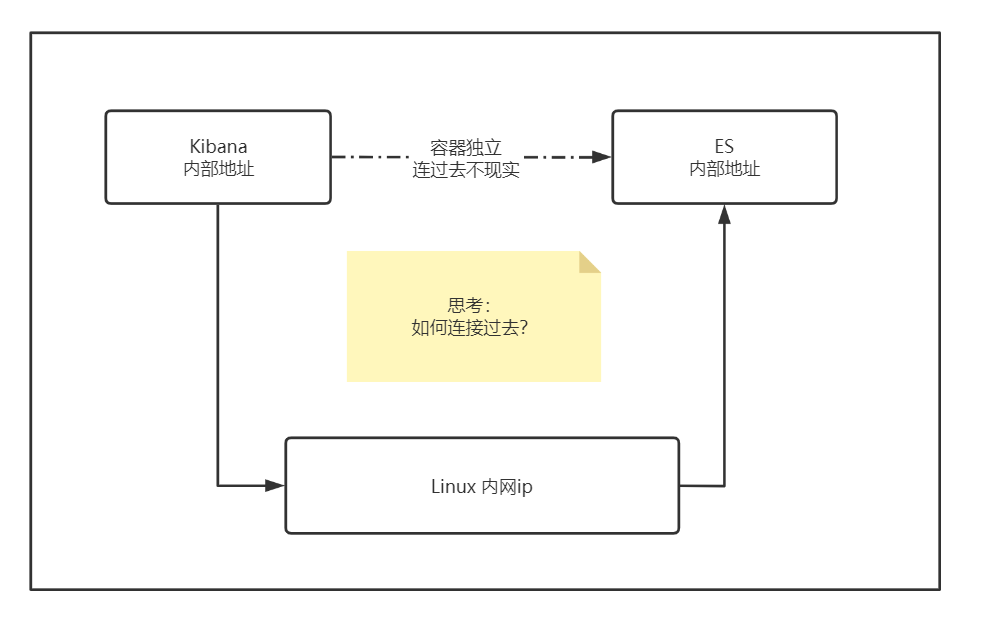 Kibana
内部地址
容器独立
连过去不现实
ES
内部地址
思考：
如何连接过去？
Linux 内网ip